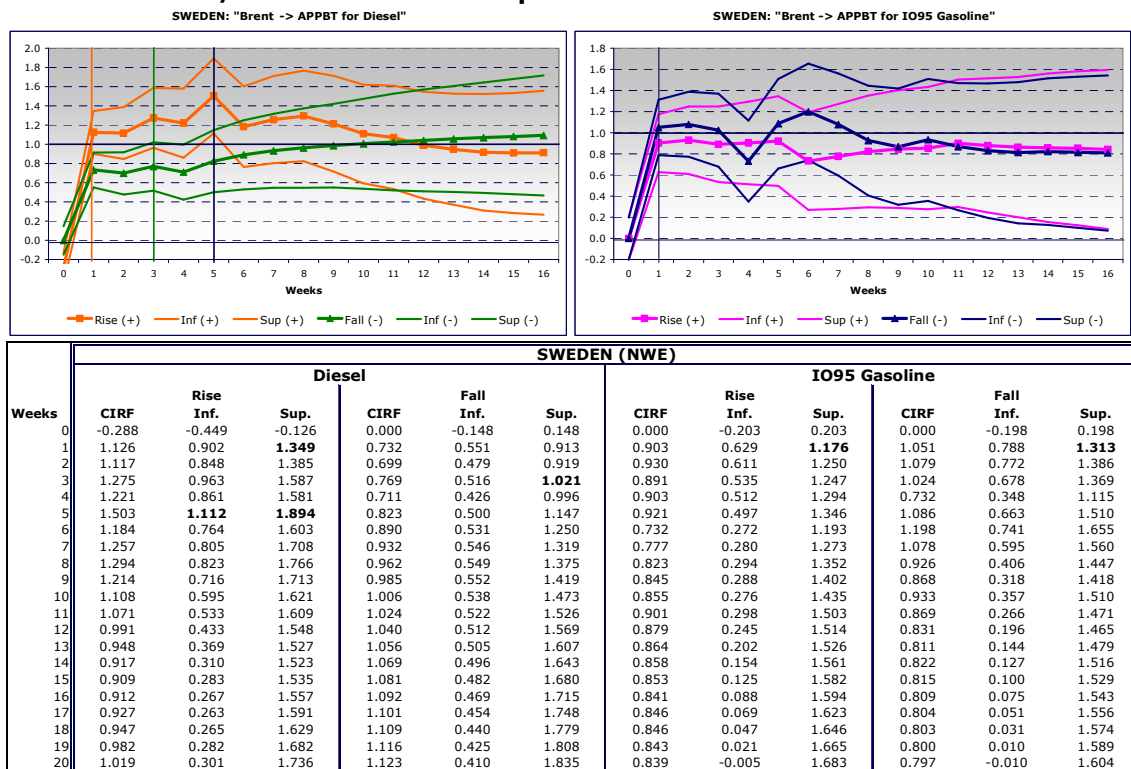 SWEDEN: "Brent -> APPBT for Diesel"
2.0
1.8
1.6
1.4
1.2
1.0
0.8
0.6
0.4
0.2
0.0
-0.2
0 1 2 3 4 5 6 7 8 9 10 11 12 13 14 15 16
Weeks
Rise (+) Inf (+) Sup (+) Fall (-) Inf (-) Sup (-)
SWEDEN: "Brent -> APPBT for IO95 Gasoline"
1.8
1.6
1.4
1.2
1.0
0.8
0.6
0.4
0.2
0.0
-0.2
0 1 2 3 4 5 6 7 8 9 10 11 12 13 14 15 16
Weeks
Rise (+) Inf (+) Sup (+) Fall (-) Inf (-) Sup (-)
SWEDEN (NWE)
Diesel IO95 Gasoline
Rise Fall Rise Fall
Weeks CIRF Inf. Sup. CIRF Inf. Sup. CIRF Inf. Sup. CIRF Inf. Sup.
0 -0.288 -0.449 -0.126 0.000 -0.148 0.148 0.000 -0.203 0.203 0.000 -0.198 0.198
1 1.126 0.902 1.349 0.732 0.551 0.913 0.903 0.629 1.176 1.051 0.788 1.313
2 1.117 0.848 1.385 0.699 0.479 0.919 0.930 0.611 1.250 1.079 0.772 1.386
3 1.275 0.963 1.587 0.769 0.516 1.021 0.891 0.535 1.247 1.024 0.678 1.369
4 1.221 0.861 1.581 0.711 0.426 0.996 0.903 0.512 1.294 0.732 0.348 1.115
5 1.503 1.112 1.894 0.823 0.500 1.147 0.921 0.497 1.346 1.086 0.663 1.510
6 1.184 0.764 1.603 0.890 0.531 1.250 0.732 0.272 1.193 1.198 0.741 1.655
7 1.257 0.805 1.708 0.932 0.546 1.319 0.777 0.280 1.273 1.078 0.595 1.560
8 1.294 0.823 1.766 0.962 0.549 1.375 0.823 0.294 1.352 0.926 0.406 1.447
9 1.214 0.716 1.713 0.985 0.552 1.419 0.845 0.288 1.402 0.868 0.318 1.418
10 1.108 0.595 1.621 1.006 0.538 1.473 0.855 0.276 1.435 0.933 0.357 1.510
11 1.071 0.533 1.609 1.024 0.522 1.526 0.901 0.298 1.503 0.869 0.266 1.471
12 0.991 0.433 1.548 1.040 0.512 1.569 0.879 0.245 1.514 0.831 0.196 1.465
13 0.948 0.369 1.527 1.056 0.505 1.607 0.864 0.202 1.526 0.811 0.144 1.479
14 0.917 0.310 1.523 1.069 0.496 1.643 0.858 0.154 1.561 0.822 0.127 1.516
15 0.909 0.283 1.535 1.081 0.482 1.680 0.853 0.125 1.582 0.815 0.100 1.529
16 0.912 0.267 1.557 1.092 0.469 1.715 0.841 0.088 1.594 0.809 0.075 1.543
17 0.927 0.263 1.591 1.101 0.454 1.748 0.846 0.069 1.623 0.804 0.051 1.556
18 0.947 0.265 1.629 1.109 0.440 1.779 0.846 0.047 1.646 0.803 0.031 1.574
19 0.982 0.282 1.682 1.116 0.425 1.808 0.843 0.021 1.665 0.800 0.010 1.589
20 1.019 0.301 1.736 1.123 0.410 1.835 0.839 -0.005 1.683 0.797 -0.010 1.604